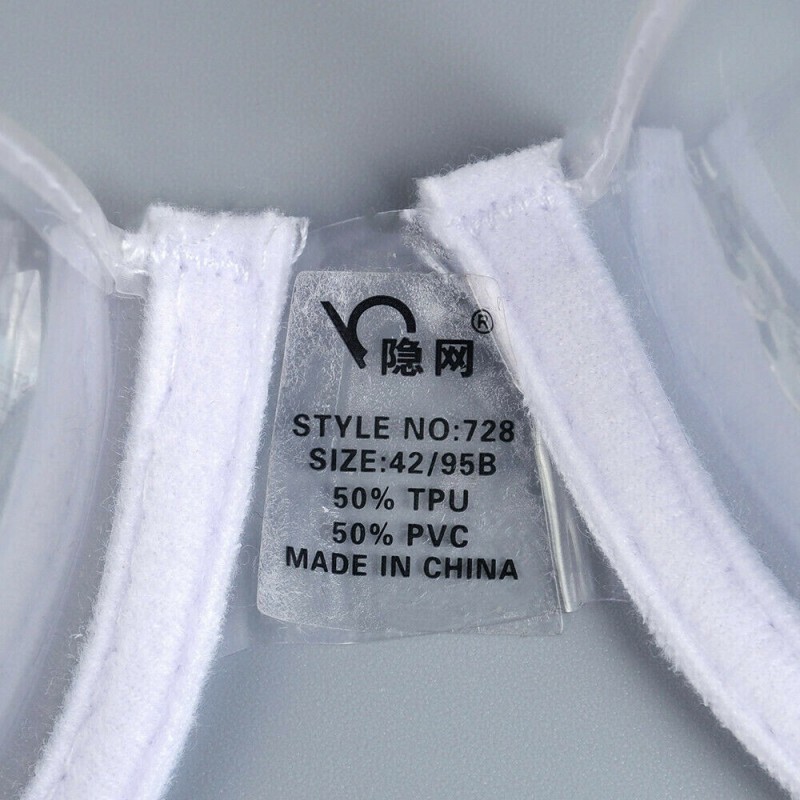 ®
隐网
STYLE NO:728
SIZE:42/95B
50% TPU
50% PVC
MADE IN CHINA